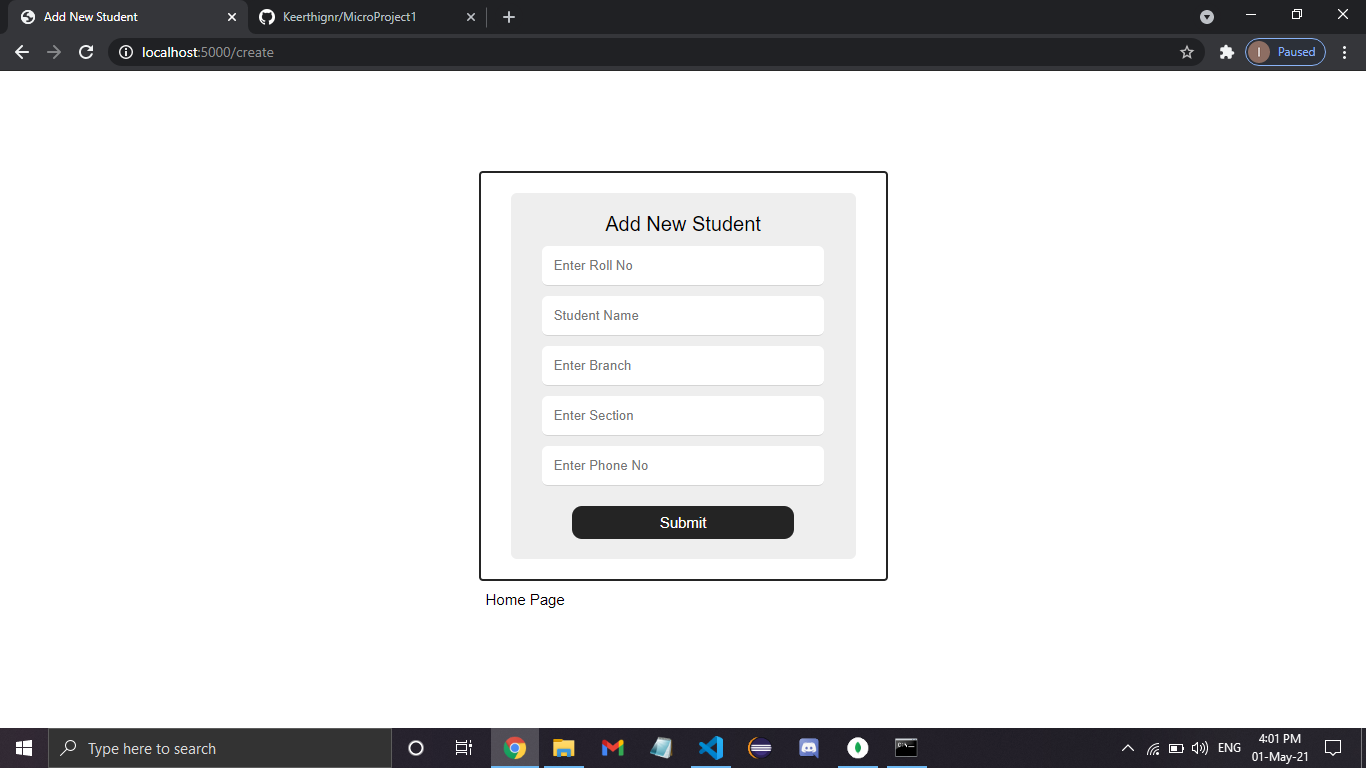 Add New Student
Keerthignr/MicroProject1
localhost:5000/create
I
Paused
Add New Student
Enter Roll No
Student Name
Enter Branch
Enter Section
Enter Phone No
Submit
Home Page
Type here to search
ENG
4:01 PM
01-May-21